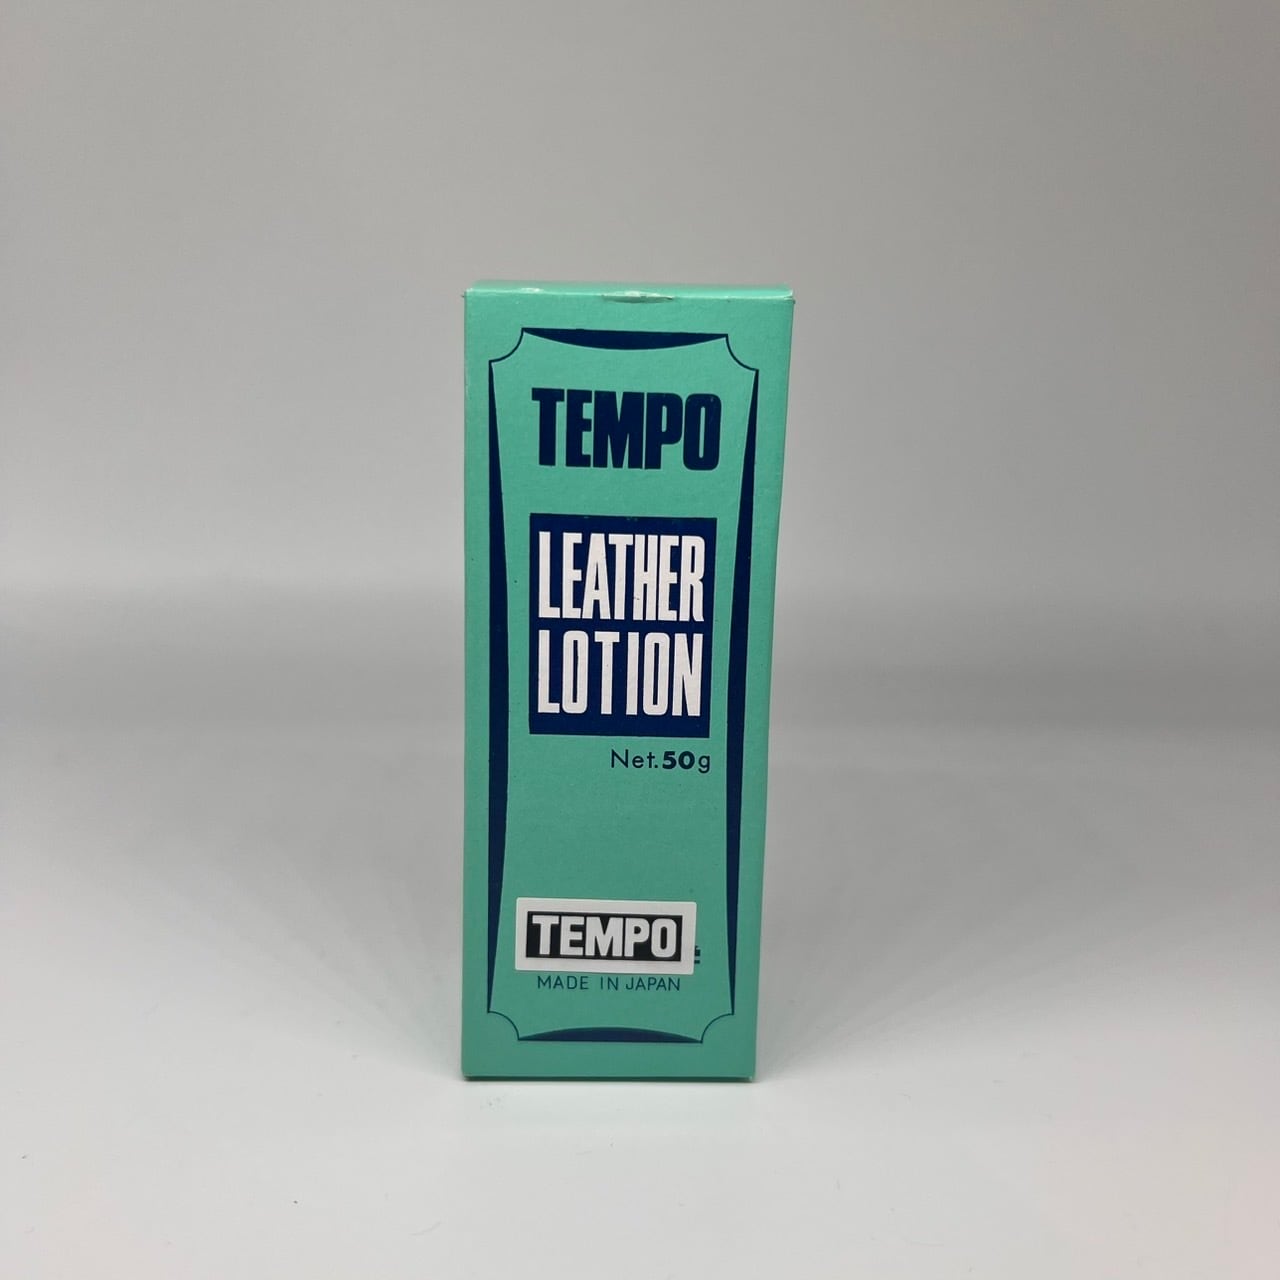 TEMPO
LEATHER
LOTION
Net.50g
TEMPO
MADE IN JAPAN